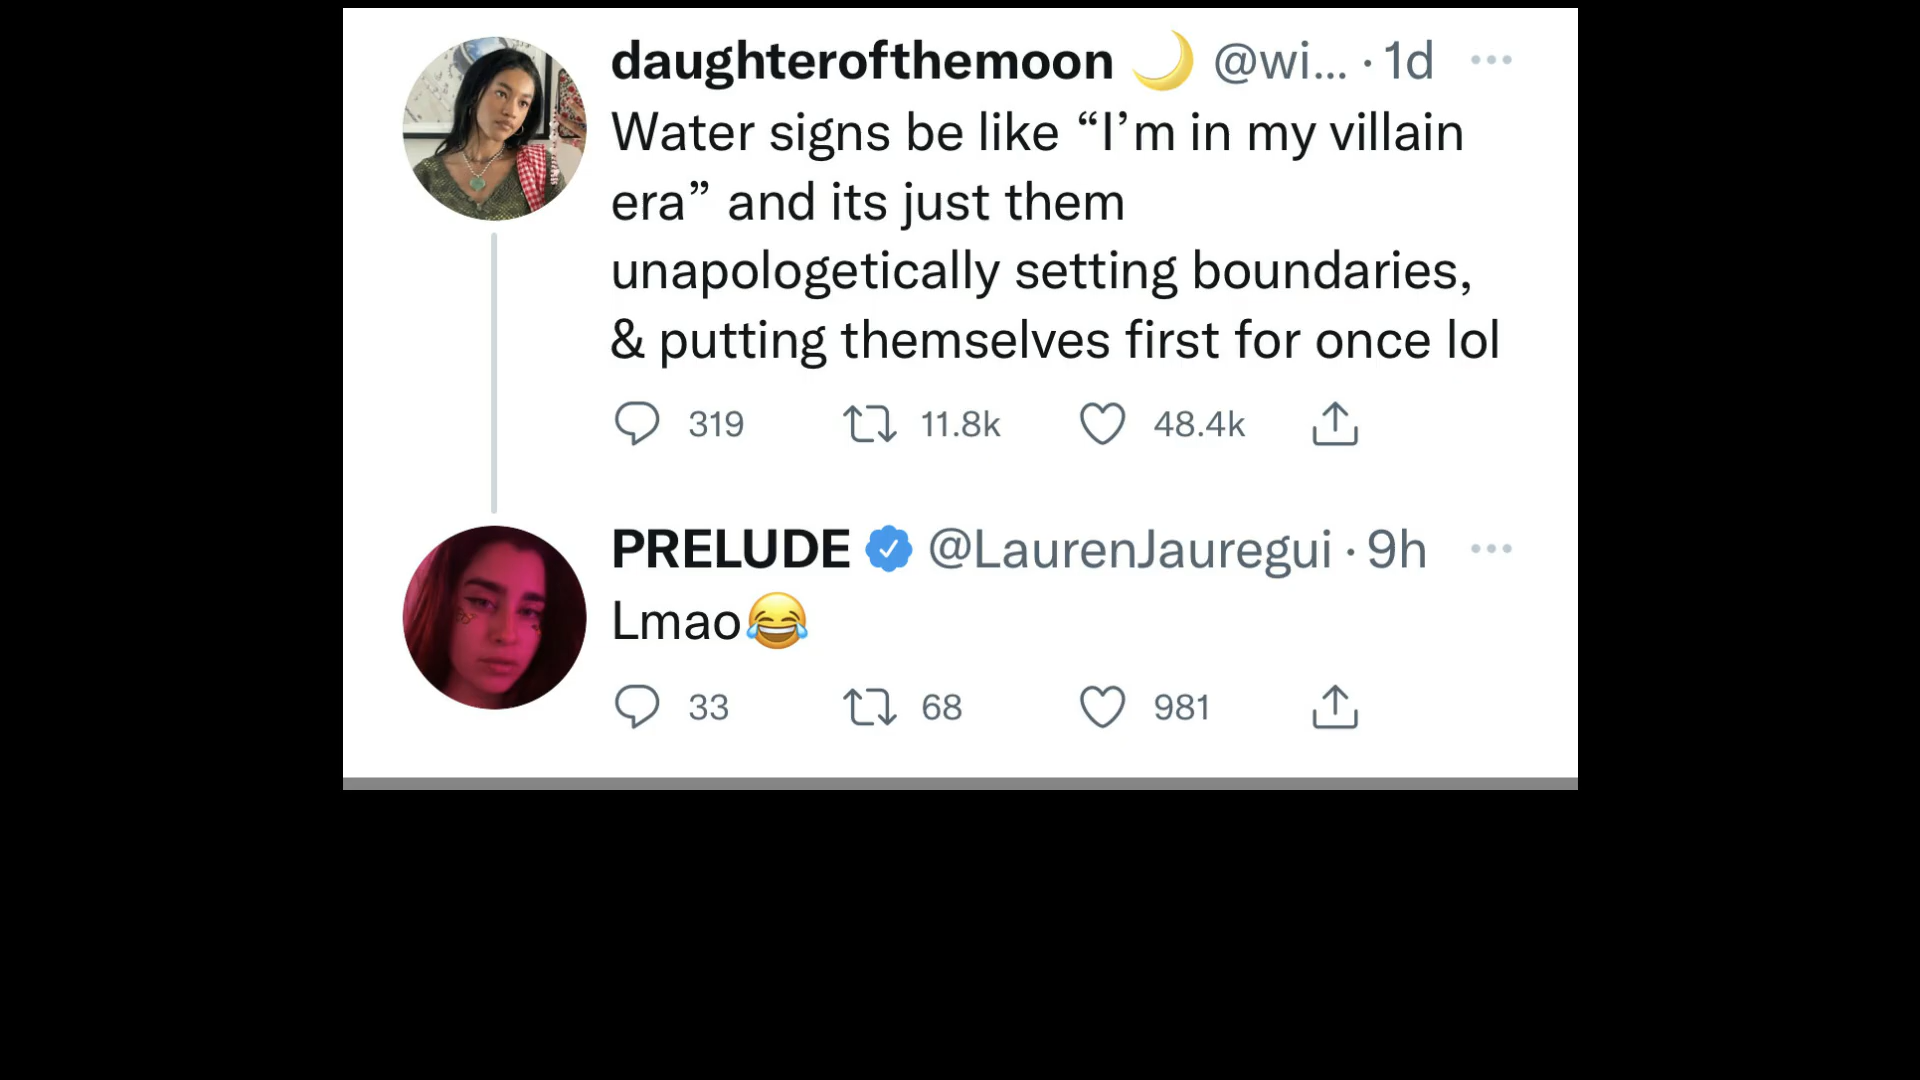 daughterofthemoon 🌙 @wi... · 1d
Water signs be like “I’m in my villain
era” and its just them
unapologetically setting boundaries,
& putting themselves first for once lol
319 11.8k 48.4k
PRELUDE @LaurenJauregui · 9h
Lmao😂
33 68 981